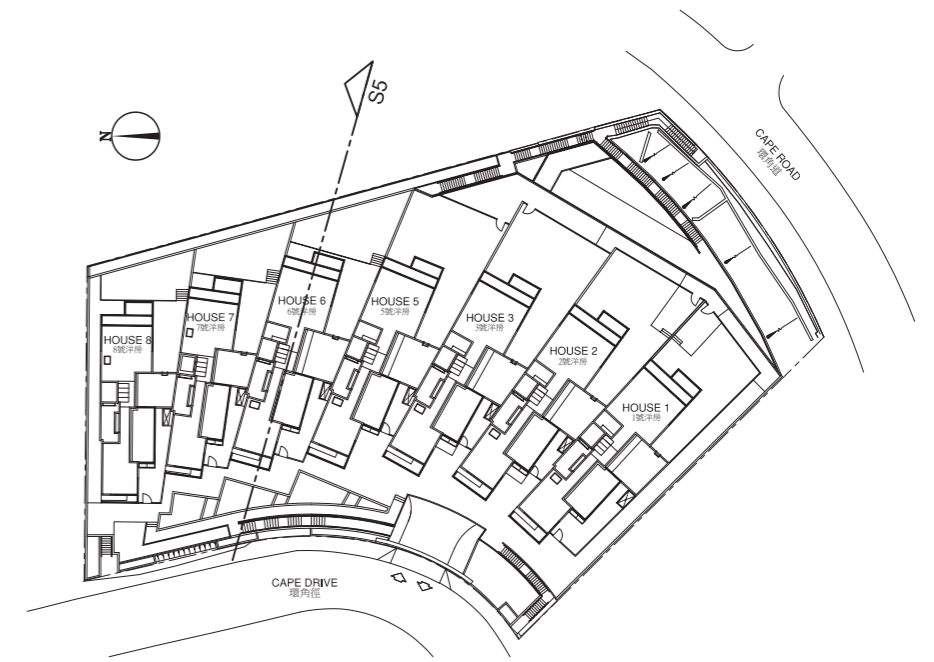 S5
N
CAPE ROAD
環角道
HOUSE 6
6號洋房
HOUSE 5
5號洋房
HOUSE 7
7號洋房
HOUSE 3
3號洋房
HOUSE 8
8號洋房
HOUSE 2
2號洋房
HOUSE 1
1號洋房
CAPE DRIVE
環角徑